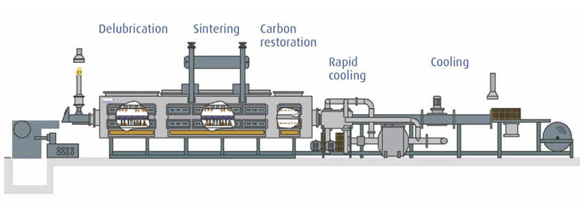 Delubrication
Sintering
Carbon
restoration
Rapid
cooling
Cooling